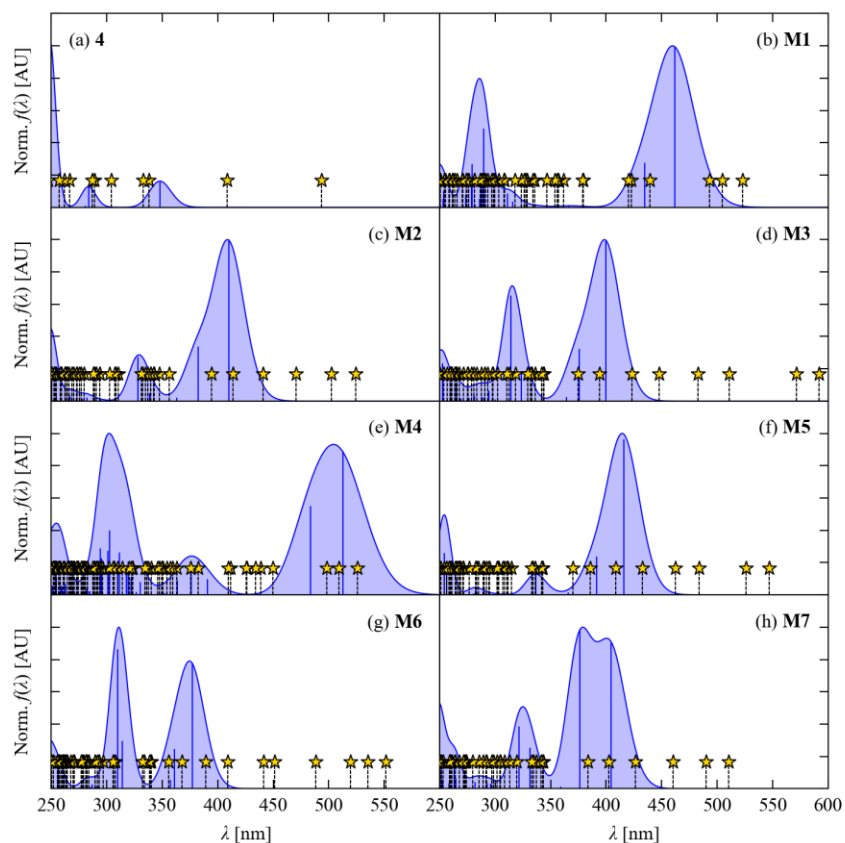 (a) 4
(b) M1
Norm. f(λ) [AU]
(c) M2
(d) M3
Norm. f(λ) [AU]
(e) M4
(f) M5
Norm. f(λ) [AU]
(g) M6
(h) M7
Norm. f(λ) [AU]
250 300 350 400 450 500 550 250 300 350 400 450 500 550 600
λ [nm] λ [nm]